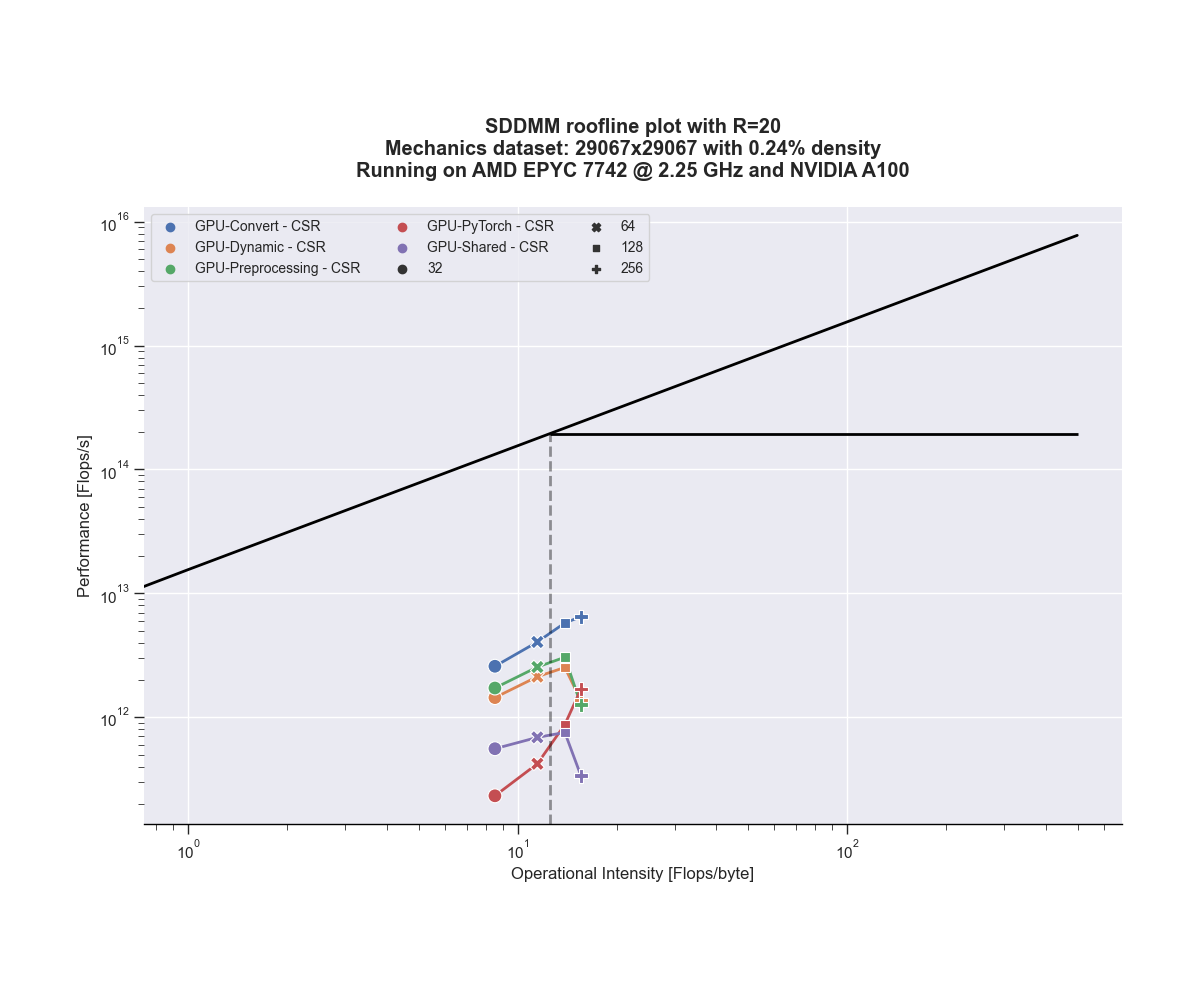 SDDMM roofline plot with R=20
Mechanics dataset: 29067x29067 with 0.24% density
Running on AMD EPYC 7742 @ 2.25 GHz and NVIDIA A100
GPU-Convert - CSR
GPU-Dynamic - CSR
GPU-Preprocessing - CSR
GPU-PyTorch - CSR
GPU-Shared - CSR
32
64
128
256
Performance [Flops/s]
10^16
10^15
10^14
10^13
10^12
10^0
10^1
10^2
Operational Intensity [Flops/byte]